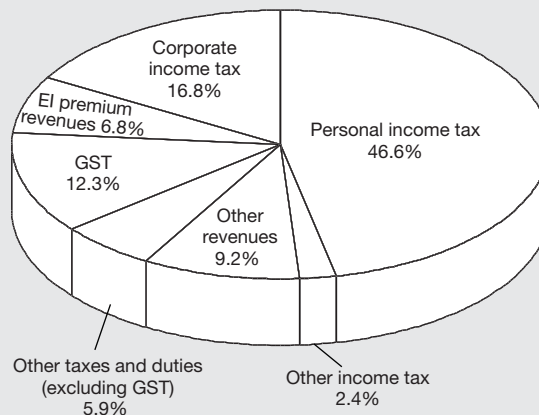 Corporate
income tax
16.8%
EI premium
revenues 6.8%
Personal income tax
46.6%
GST
12.3%
Other
revenues
9.2%
Other taxes and duties
(excluding GST)
5.9%
Other income tax
2.4%